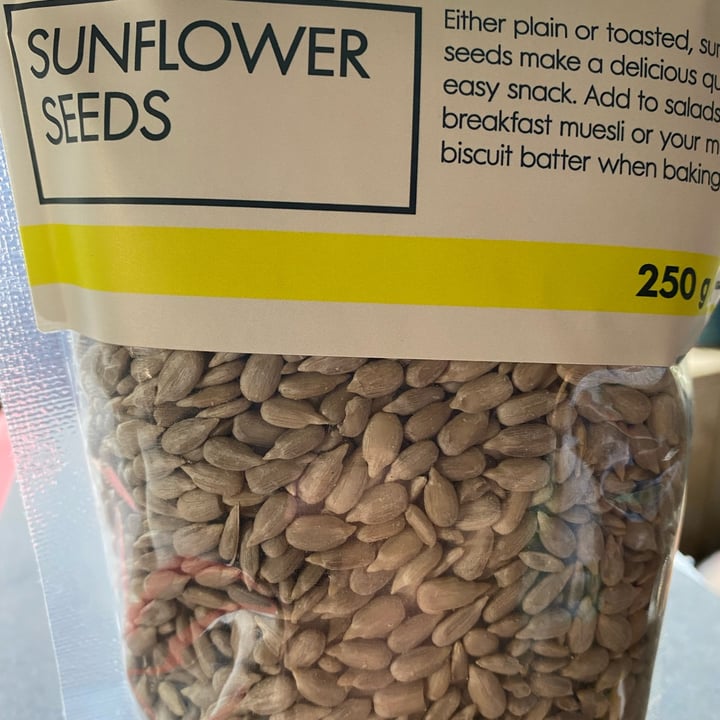 SUNFLOWER
SEEDS
Either plain or toasted,
seeds make a delicious
easy snack. Add to salads
breakfast muesli or your
biscuit batter when baking
250 g